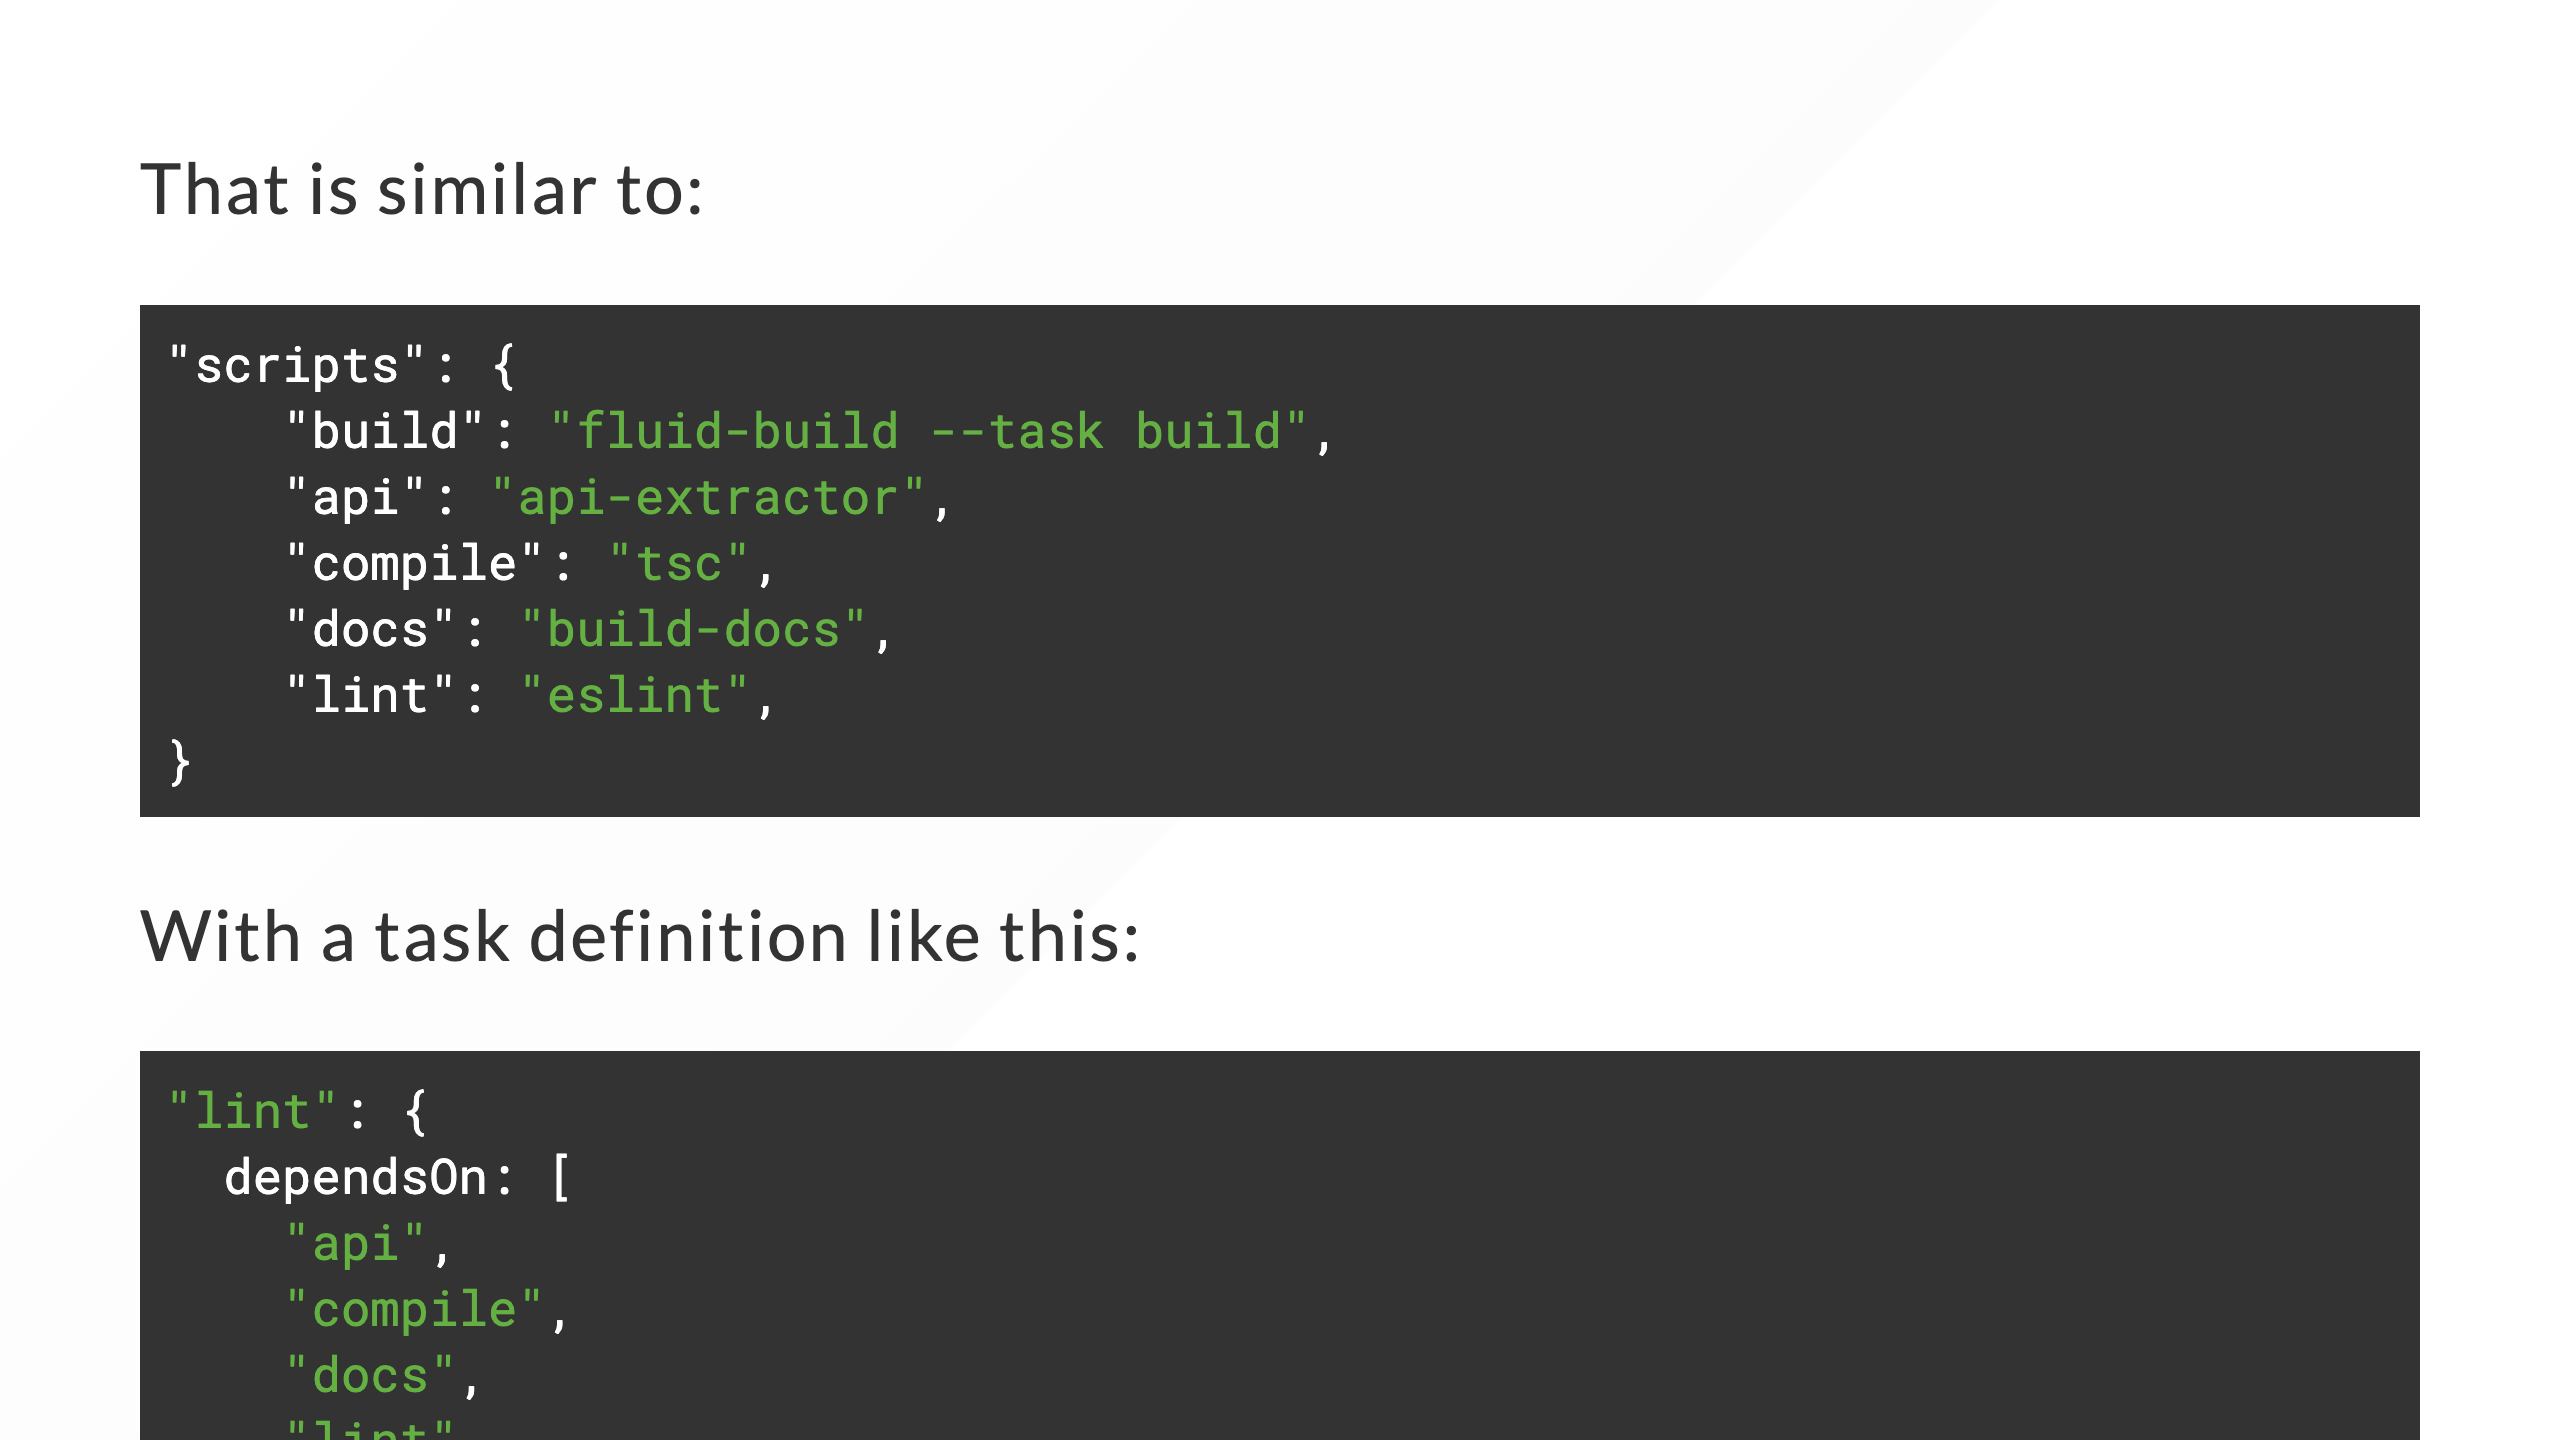 That is similar to:
"scripts": {
    "build": "fluid-build --task build",
    "api": "api-extractor",
    "compile": "tsc",
    "docs": "build-docs",
    "lint": "eslint",
}
With a task definition like this:
"lint": {
  dependsOn: [
    "api",
    "compile",
    "docs",
    "lint"